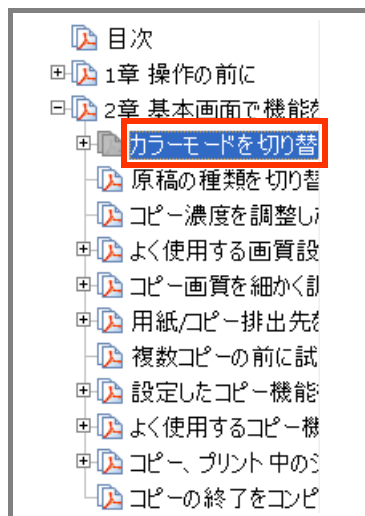 目次
1章 操作の前に
2章 基本画面で機能
カラーモードを切り替
原稿の種類を切り替
コピー濃度を調整し
よく使用する画質設
コピー画質を細かく
用紙/コピー排出先
複数コピーの前に試
設定したコピー機能
よく使用するコピー機
コピー、プリント中の
コピーの終了をコンピ